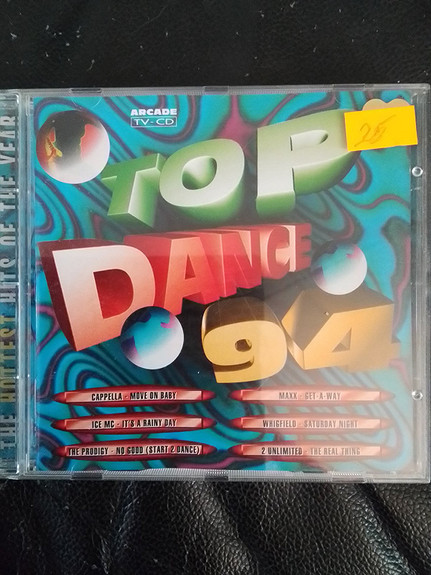 THE HOTTEST HITS OF THE YEAR
ARCADE
TV-CD
25
TOP
DANCE
94
CAPPELLA - MOVE ON BABY
MAXX - GET-A-WAY
ICE MC - IT'S A RAINY DAY
WHIGFIELD - SATURDAY NIGHT
THE PRODIGY - NO GOOD (START 2 DANCE)
2 UNLIMITED - THE REAL THING